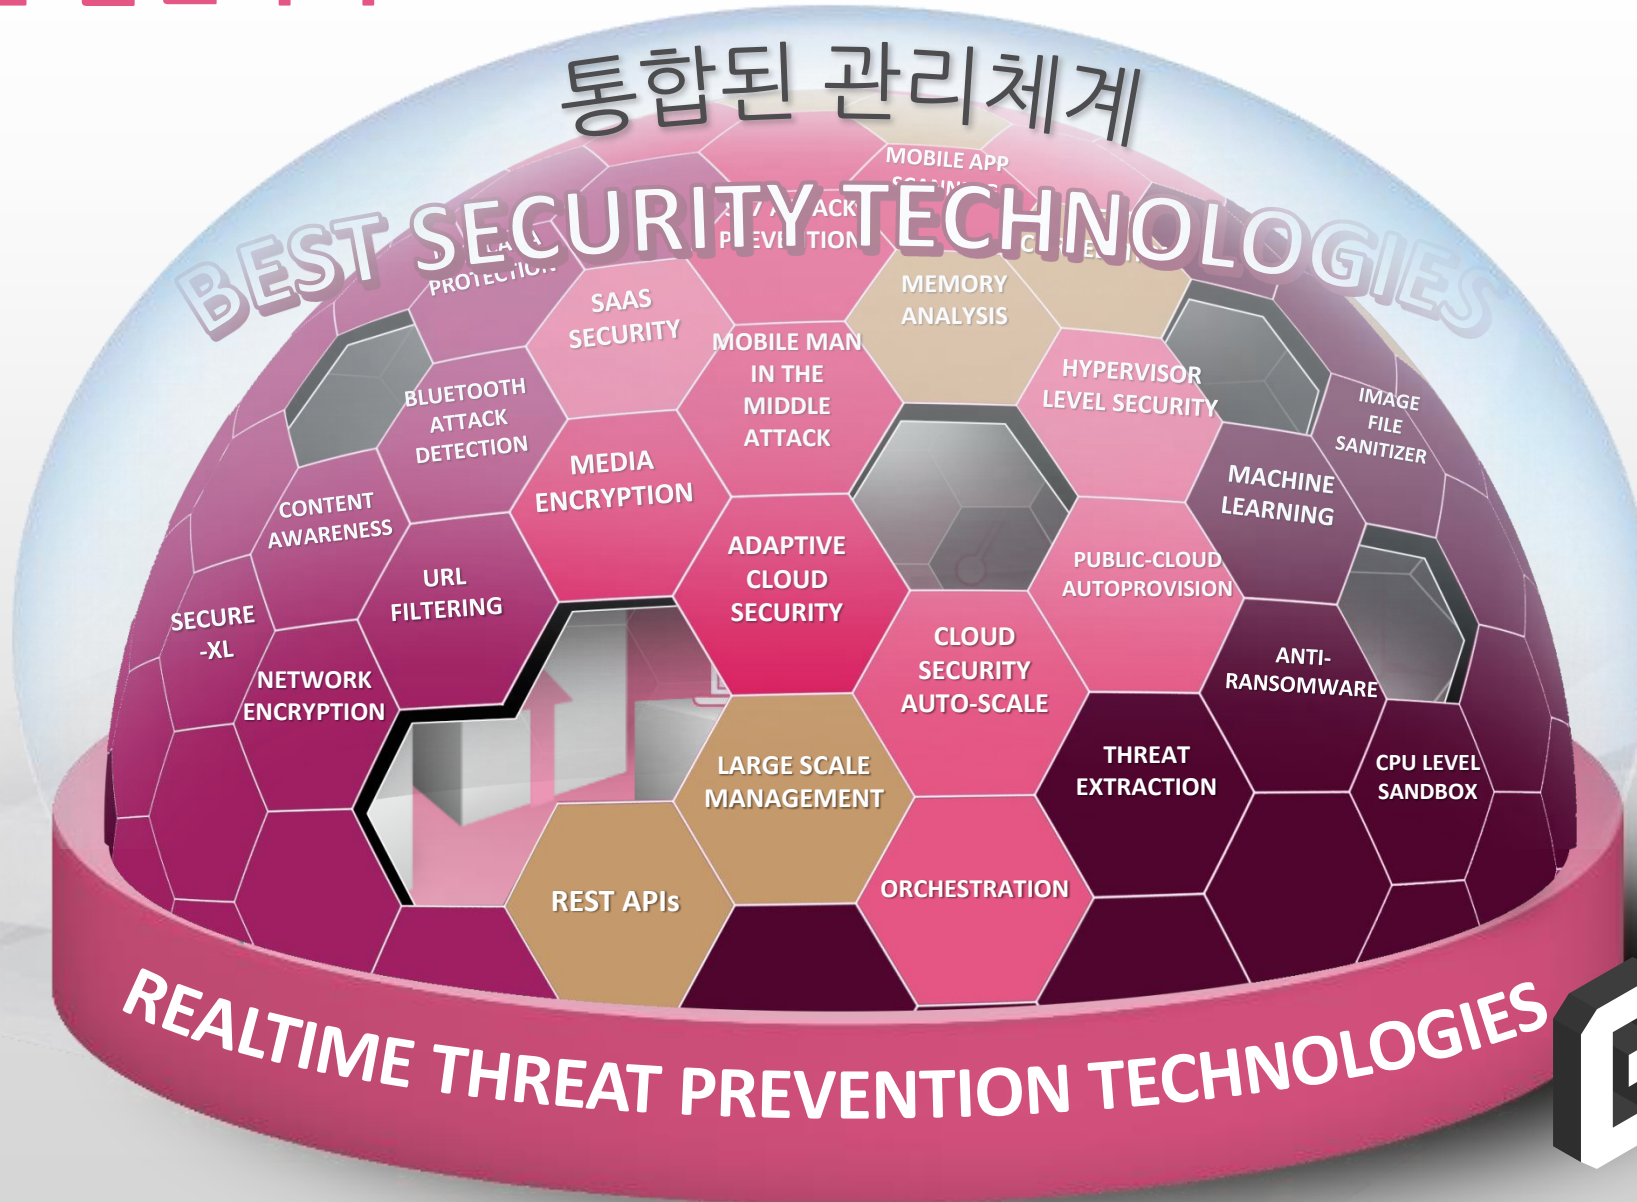 통합된 관리체계
BEST SECURITY TECHNOLOGIES
MOBILE APP
PREVENTION
PROTECTION
SAAS
SECURITY
MEMORY
ANALYSIS
MOBILE MAN
IN THE
MIDDLE
ATTACK
HYPERVISOR
LEVEL SECURITY
BLUETOOTH
ATTACK
DETECTION
IMAGE
FILE
SANITIZER
MEDIA
ENCRYPTION
MACHINE
LEARNING
CONTENT
AWARENESS
ADAPTIVE
CLOUD
SECURITY
PUBLIC-CLOUD
AUTOPROVISION
URL
FILTERING
SECURE
-XL
CLOUD
SECURITY
AUTO-SCALE
ANTI-
RANSOMWARE
NETWORK
ENCRYPTION
LARGE SCALE
MANAGEMENT
THREAT
EXTRACTION
CPU LEVEL
SANDBOX
REST APIs
ORCHESTRATION
REALTIME THREAT PREVENTION TECHNOLOGIES